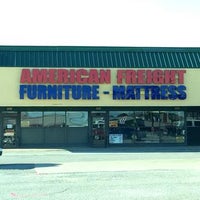 AMERICAN FREIGHT
FURNITURE - MATTRESS